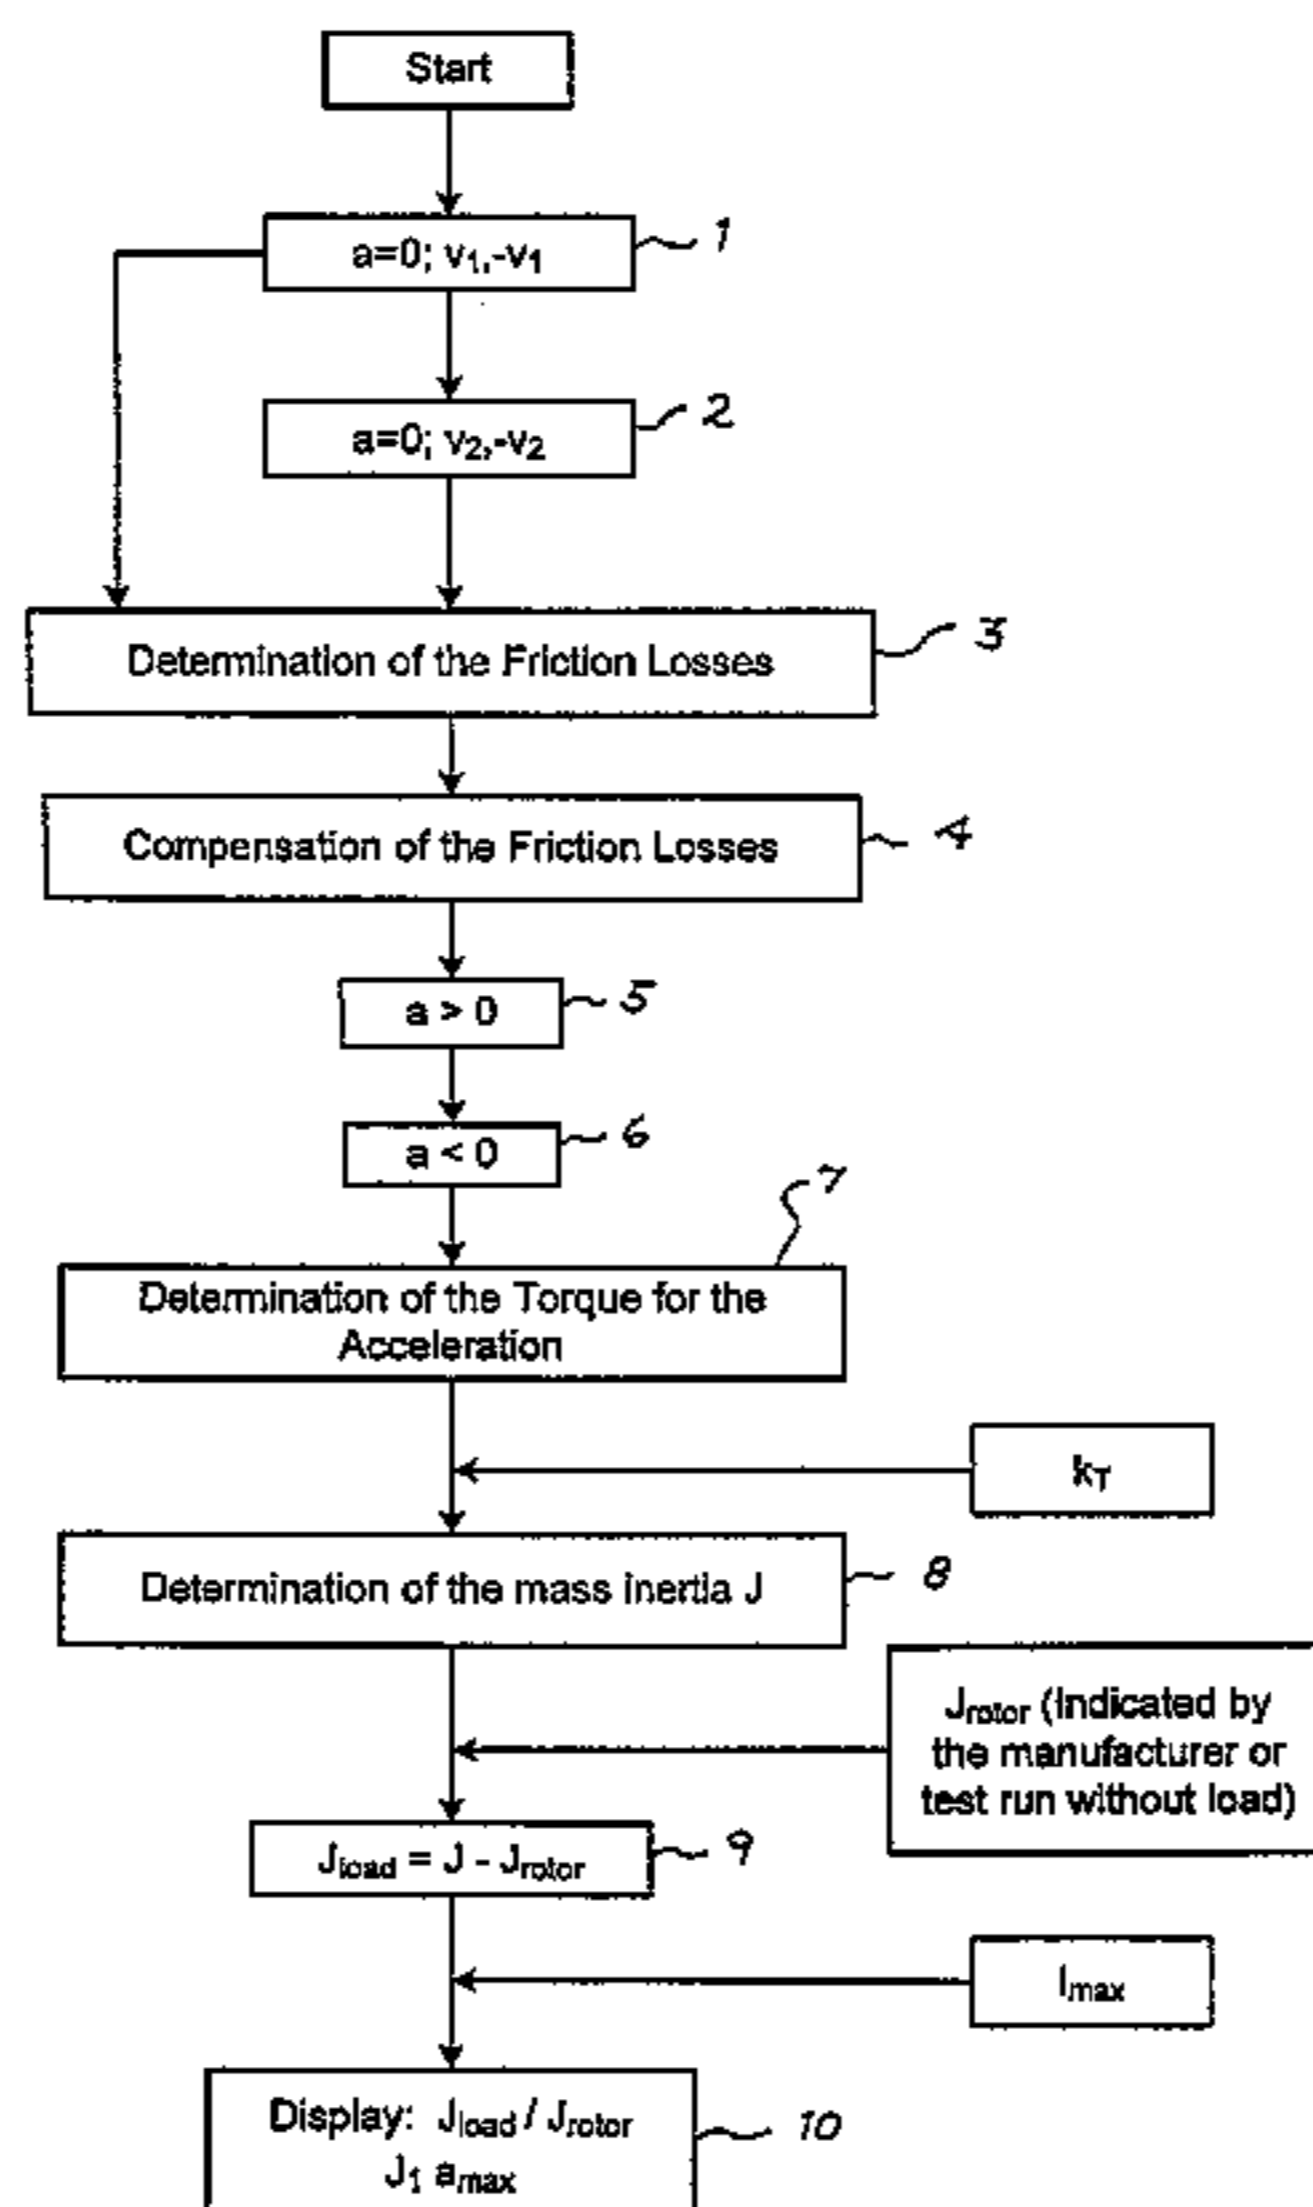 Start
a=0; v1,-v1
1
a=0; v2,-v2
2
Determination of the Friction Losses
3
Compensation of the Friction Losses
4
a > 0
5
a < 0
6
7
Determination of the Torque for the
Acceleration
kT
Determination of the mass inertia J
8
Jrotor (Indicated by
the manufacturer or
test run without load)
Jload = J - Jrotor
9
Imax
Display: Jload / Jrotor
J1 amax
10